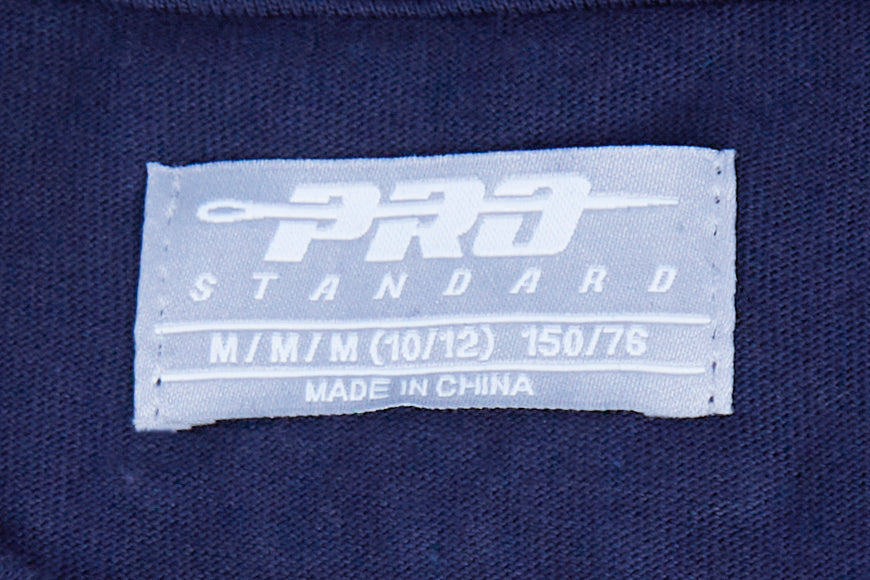 PRO
STANDARD
M/M/M (10/12) 150/76
MADE IN CHINA